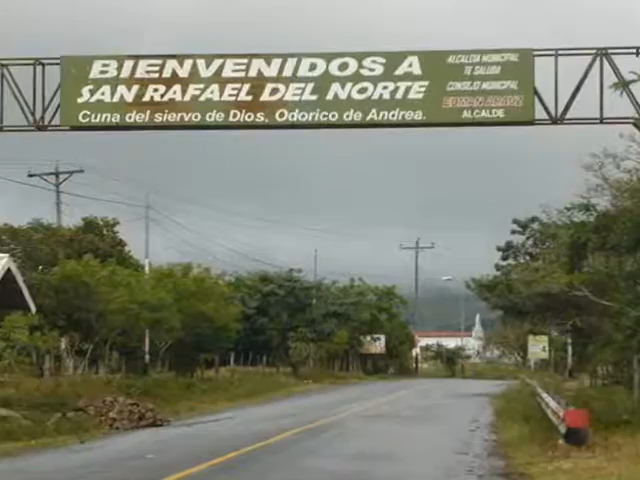 BIENVENIDOS A
SAN RAFAEL DEL NORTE
Cuna del siervo de Dios, Odorico de Andrea.
ALCALDIA MUNICIPAL
TE SALUDA
CONSEJO MUNICIPAL
ARAUZ
ALCALDE